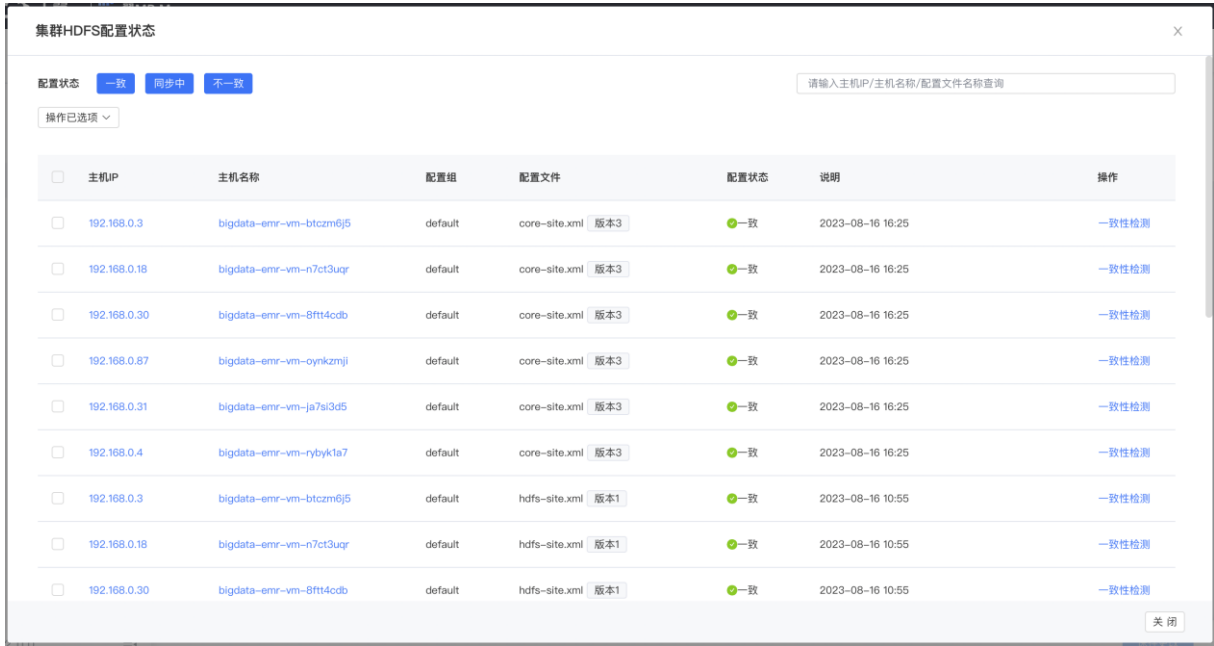 集群HDFS配置状态
配置状态 一致 同步中 不一致 请输入主机IP/主机名称/配置文件名称查询
操作已选项
主机IP 主机名称 配置组 配置文件 配置状态 说明 操作
192.168.0.3 bigdata-emr-vm-btczm6j5 default core-site.xml 版本3 一致 2023-08-16 16:25 一致性检测
192.168.0.18 bigdata-emr-vm-n7ct3uqr default core-site.xml 版本3 一致 2023-08-16 16:25 一致性检测
192.168.0.30 bigdata-emr-vm-8ftt4cdb default core-site.xml 版本3 一致 2023-08-16 16:25 一致性检测
192.168.0.87 bigdata-emr-vm-oynkzmji default core-site.xml 版本3 一致 2023-08-16 16:25 一致性检测
192.168.0.31 bigdata-emr-vm-ja7si3d5 default core-site.xml 版本3 一致 2023-08-16 16:25 一致性检测
192.168.0.4 bigdata-emr-vm-rybyk1a7 default core-site.xml 版本3 一致 2023-08-16 16:25 一致性检测
192.168.0.3 bigdata-emr-vm-btczm6j5 default hdfs-site.xml 版本1 一致 2023-08-16 10:55 一致性检测
192.168.0.18 bigdata-emr-vm-n7ct3uqr default hdfs-site.xml 版本1 一致 2023-08-16 10:55 一致性检测
192.168.0.30 bigdata-emr-vm-8ftt4cdb default hdfs-site.xml 版本1 一致 2023-08-16 10:55 一致性检测
关 闭